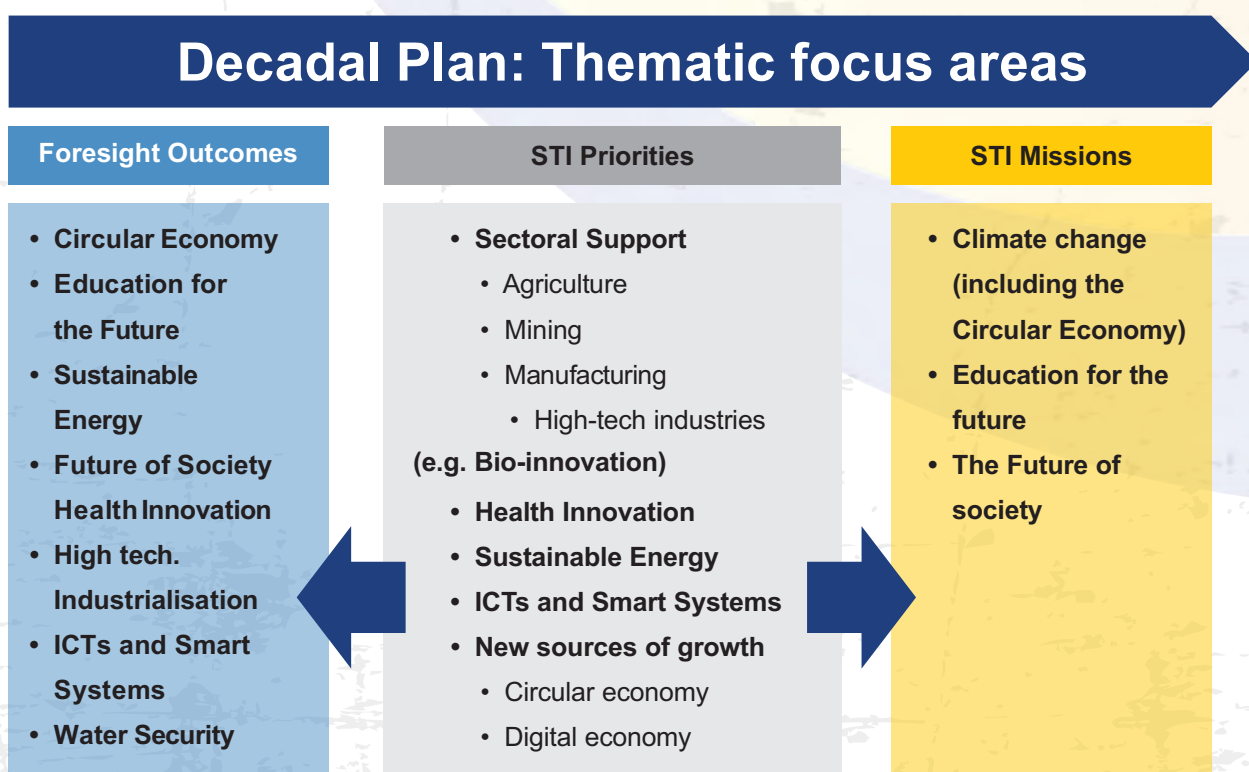 Decadal Plan: Thematic focus areas
Foresight Outcomes
• Circular Economy
• Education for
the Future
• Sustainable
Energy
• Future of Society
Health Innovation
• High tech.
Industrialisation
• ICTs and Smart
Systems
• Water Security
STI Priorities
• Sectoral Support
• Agriculture
• Mining
• Manufacturing
• High-tech industries
(e.g. Bio-innovation)
• Health Innovation
• Sustainable Energy
• ICTs and Smart Systems
• New sources of growth
• Circular economy
• Digital economy
STI Missions
• Climate change
(including the
Circular Economy)
• Education for the
future
• The Future of
society